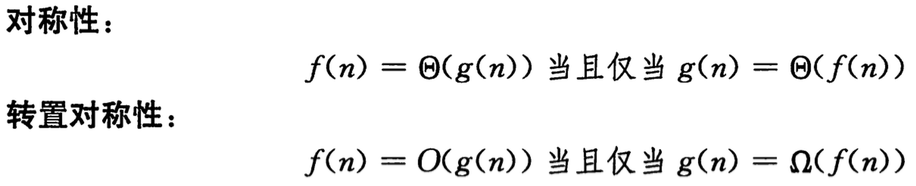 对称性：
f(n) = Θ(g(n)) 当且仅当 g(n) = Θ(f(n))
转置对称性：
f(n) = O(g(n)) 当且仅当 g(n) = Ω(f(n))